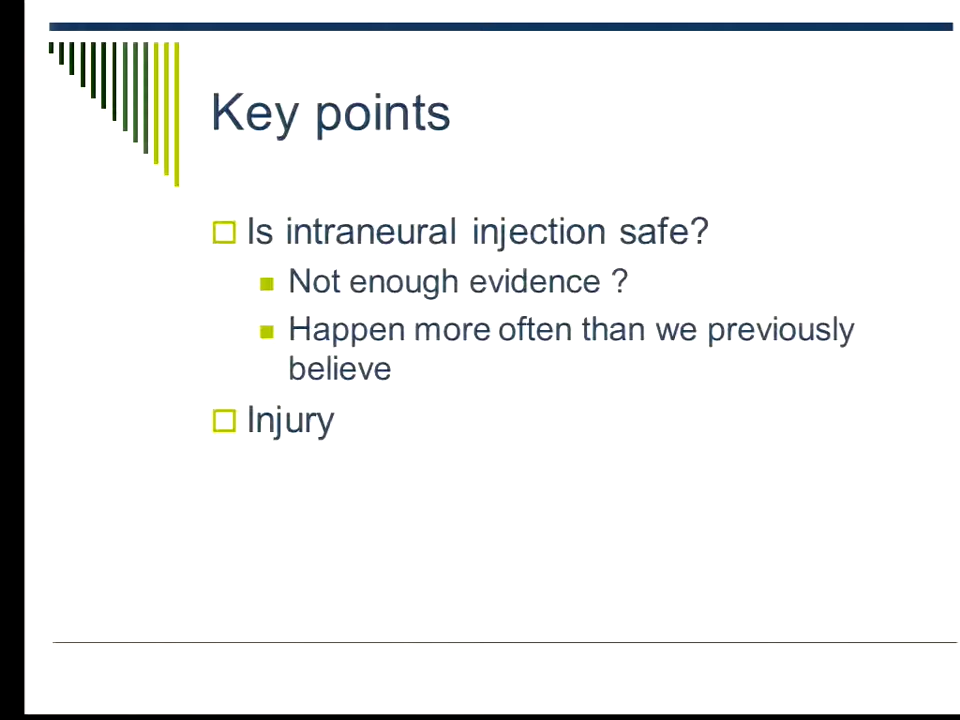 Key points
Is intraneural injection safe?
Not enough evidence ?
Happen more often than we previously
believe
Injury